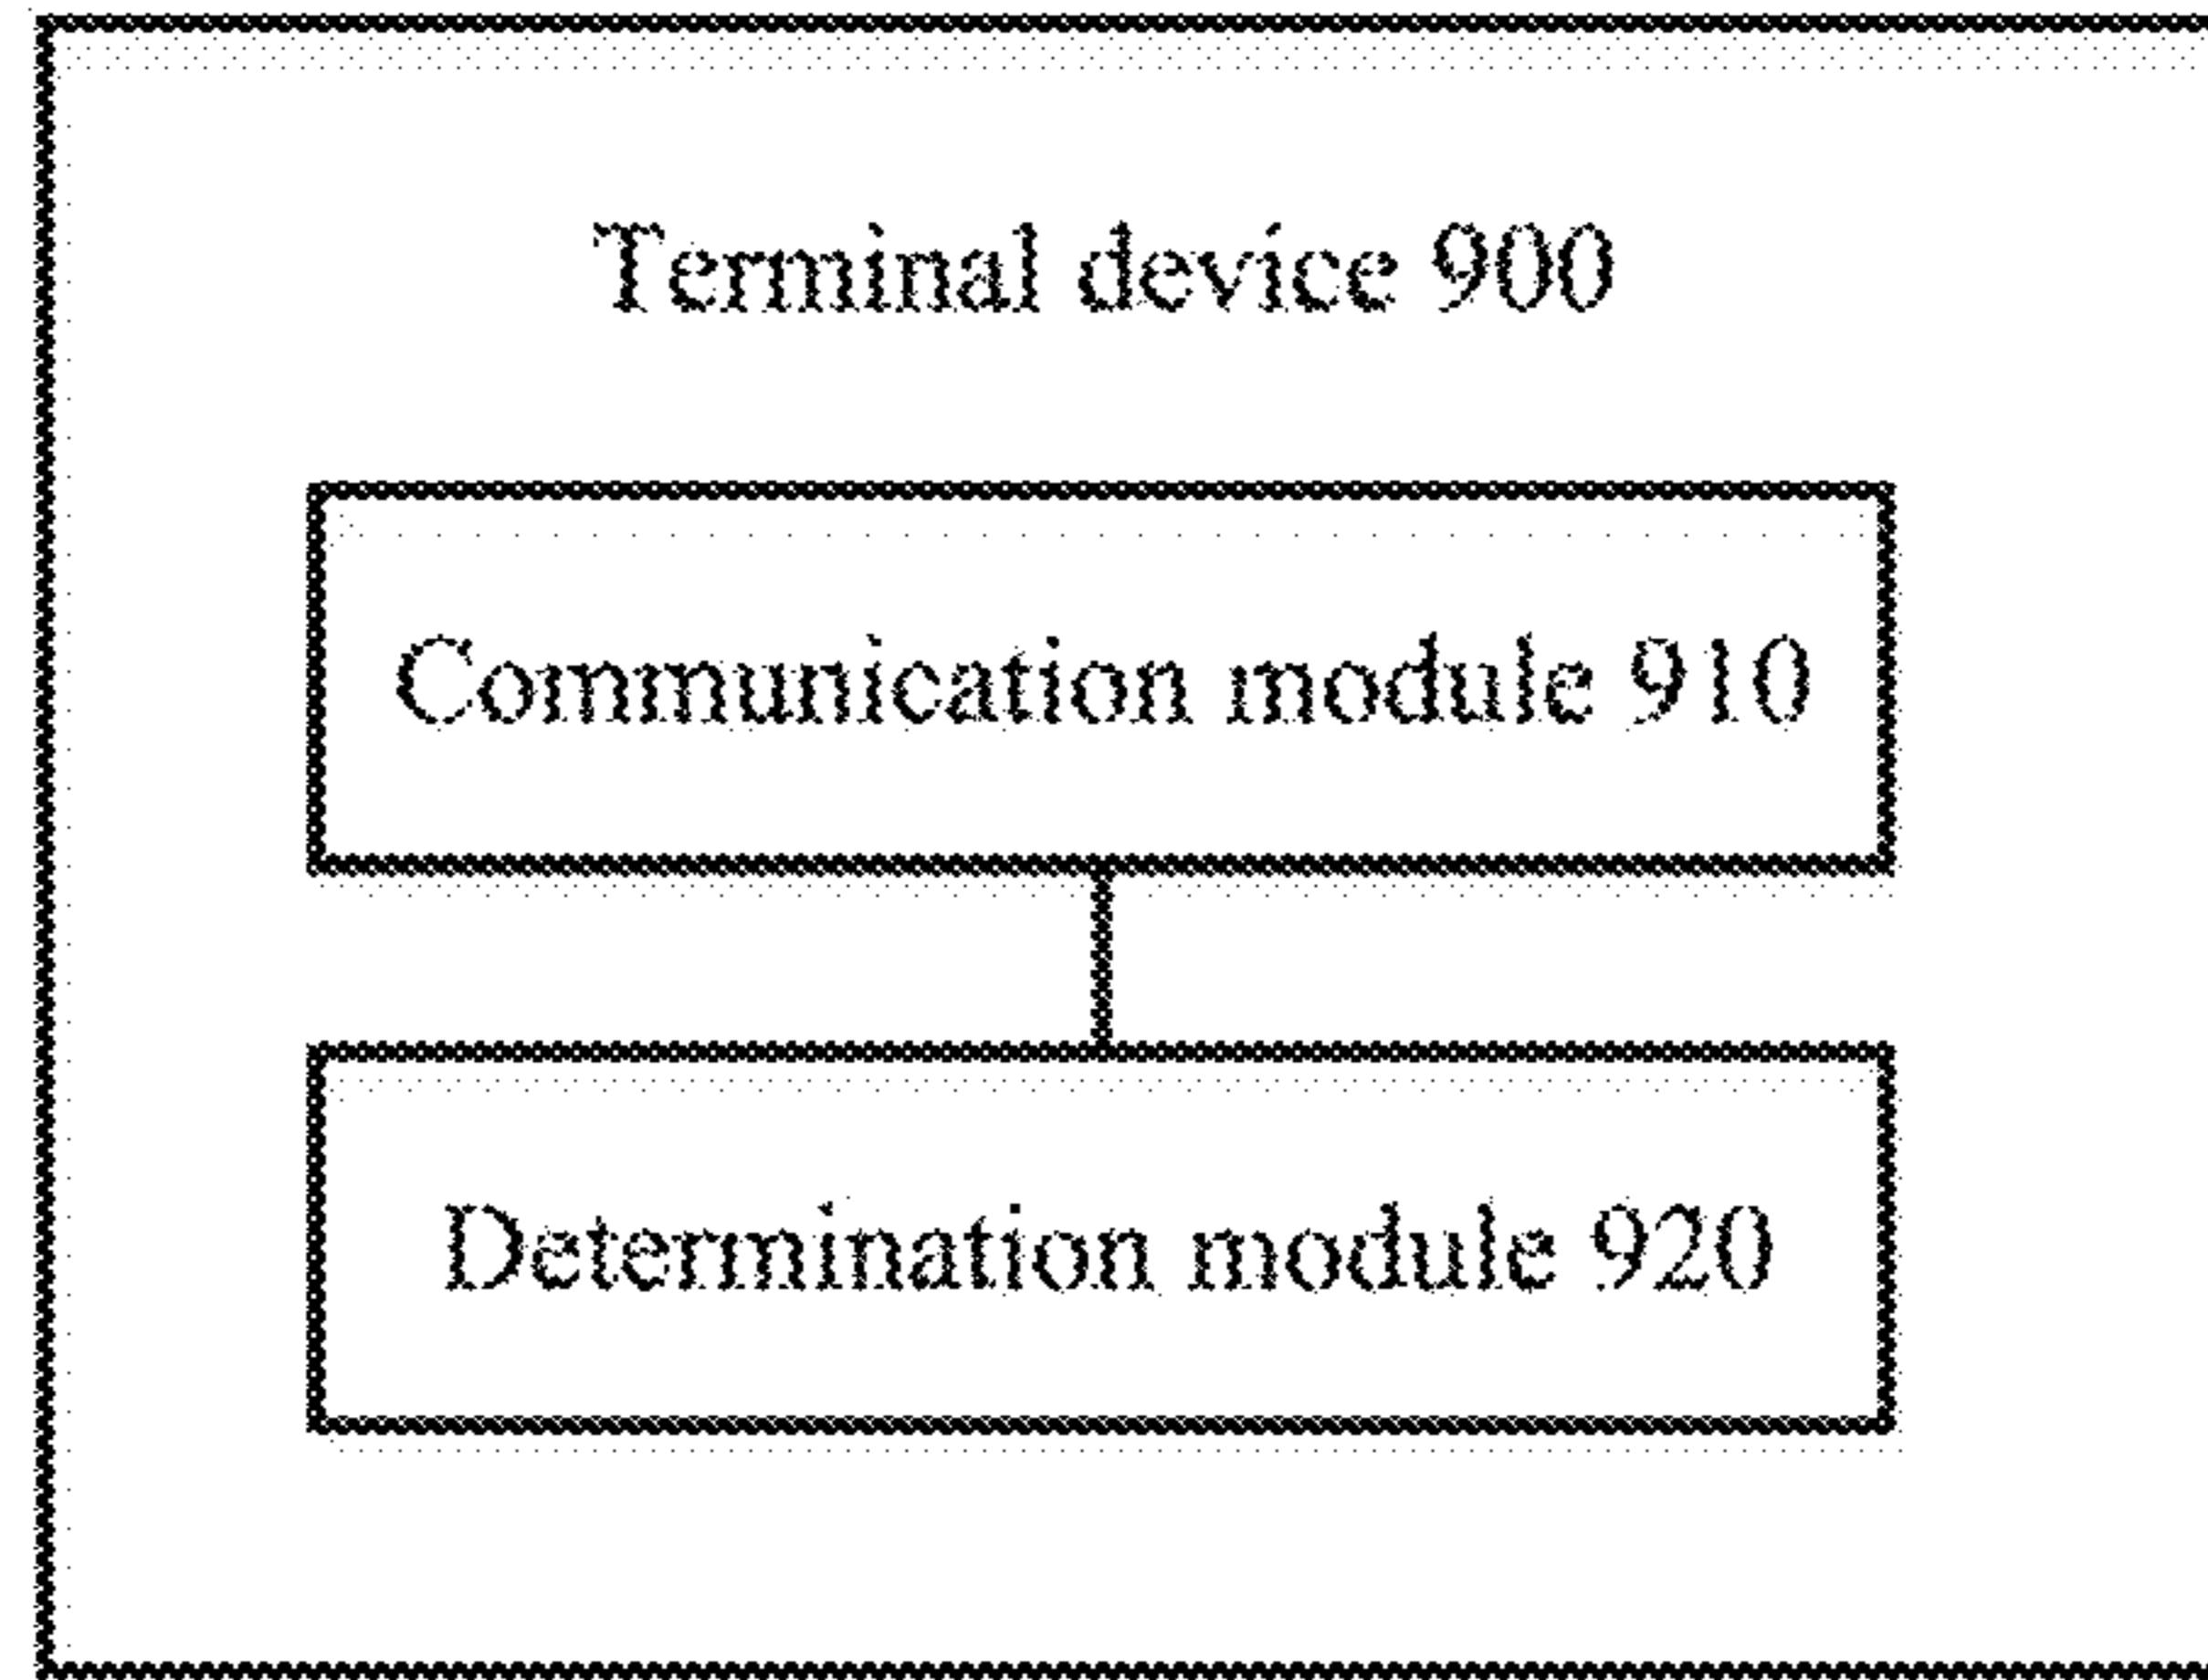 Terminal device 900
Communication module 910
Determination module 920